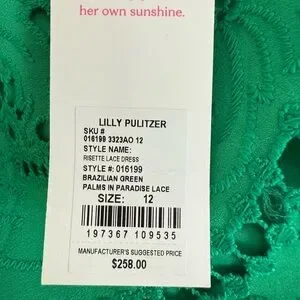 her own sunshine.
LILLY PULITZER
SKU #
016199 3323AO 12
STYLE NAME:
RISETTE LACE DRESS
STYLE #: 016199
BRAZILIAN GREEN
PALMS IN PARADISE LACE
SIZE: 12
197367 109535
MANUFACTURER'S SUGGESTED PRICE
$258.00